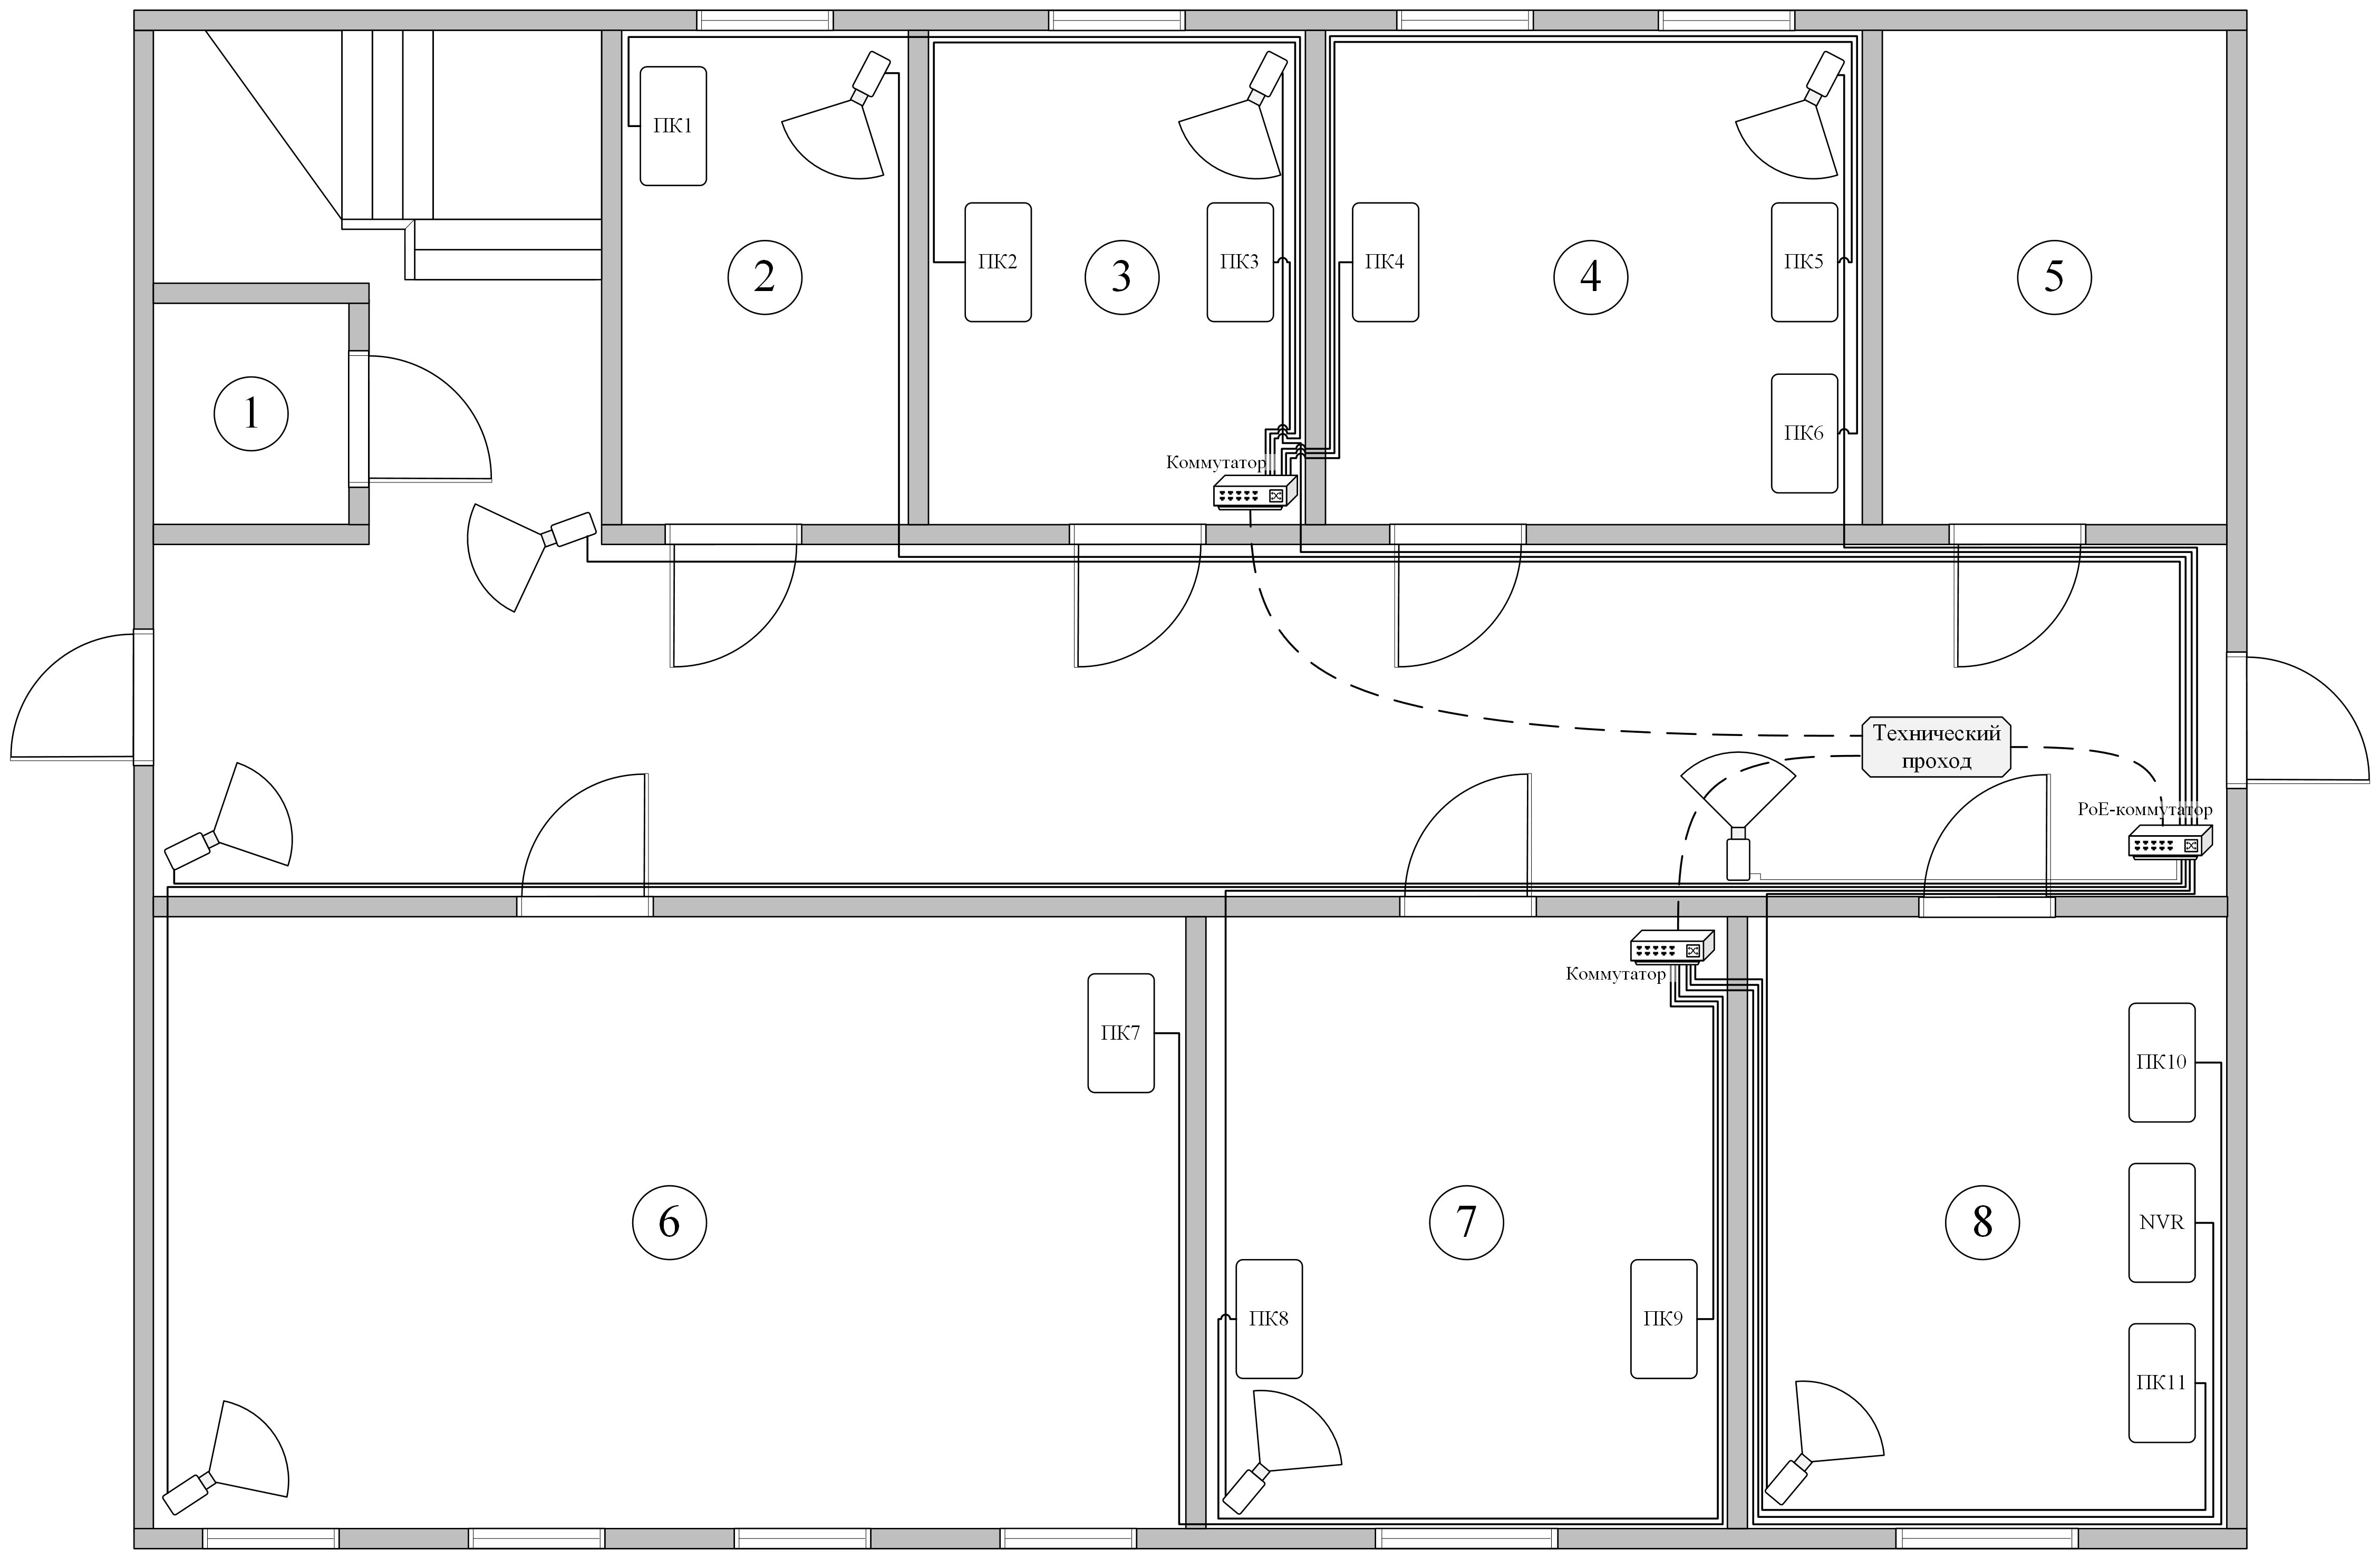 ПК1
2
ПК2
3
ПК3
ПК4
4
ПК5
5
1
ПК6
Коммутатор
Технический
проход
PoE-коммутатор
Коммутатор
ПК7
ПК10
6
7
8
NVR
ПК8
ПК9
ПК11